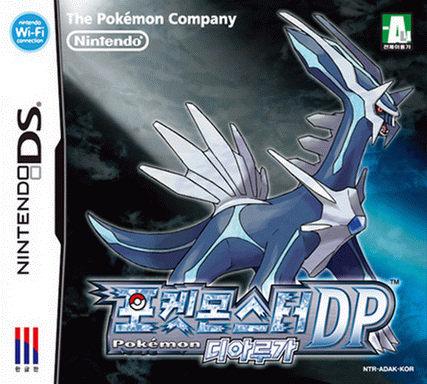 nintendo
Wi-Fi
connection
The Pokémon Company
Nintendo
A
전체이용가
NINTENDO DS
포켓몬스터DP
TM
Pokémon 디아루가
한글판
NTR-ADAK-KOR